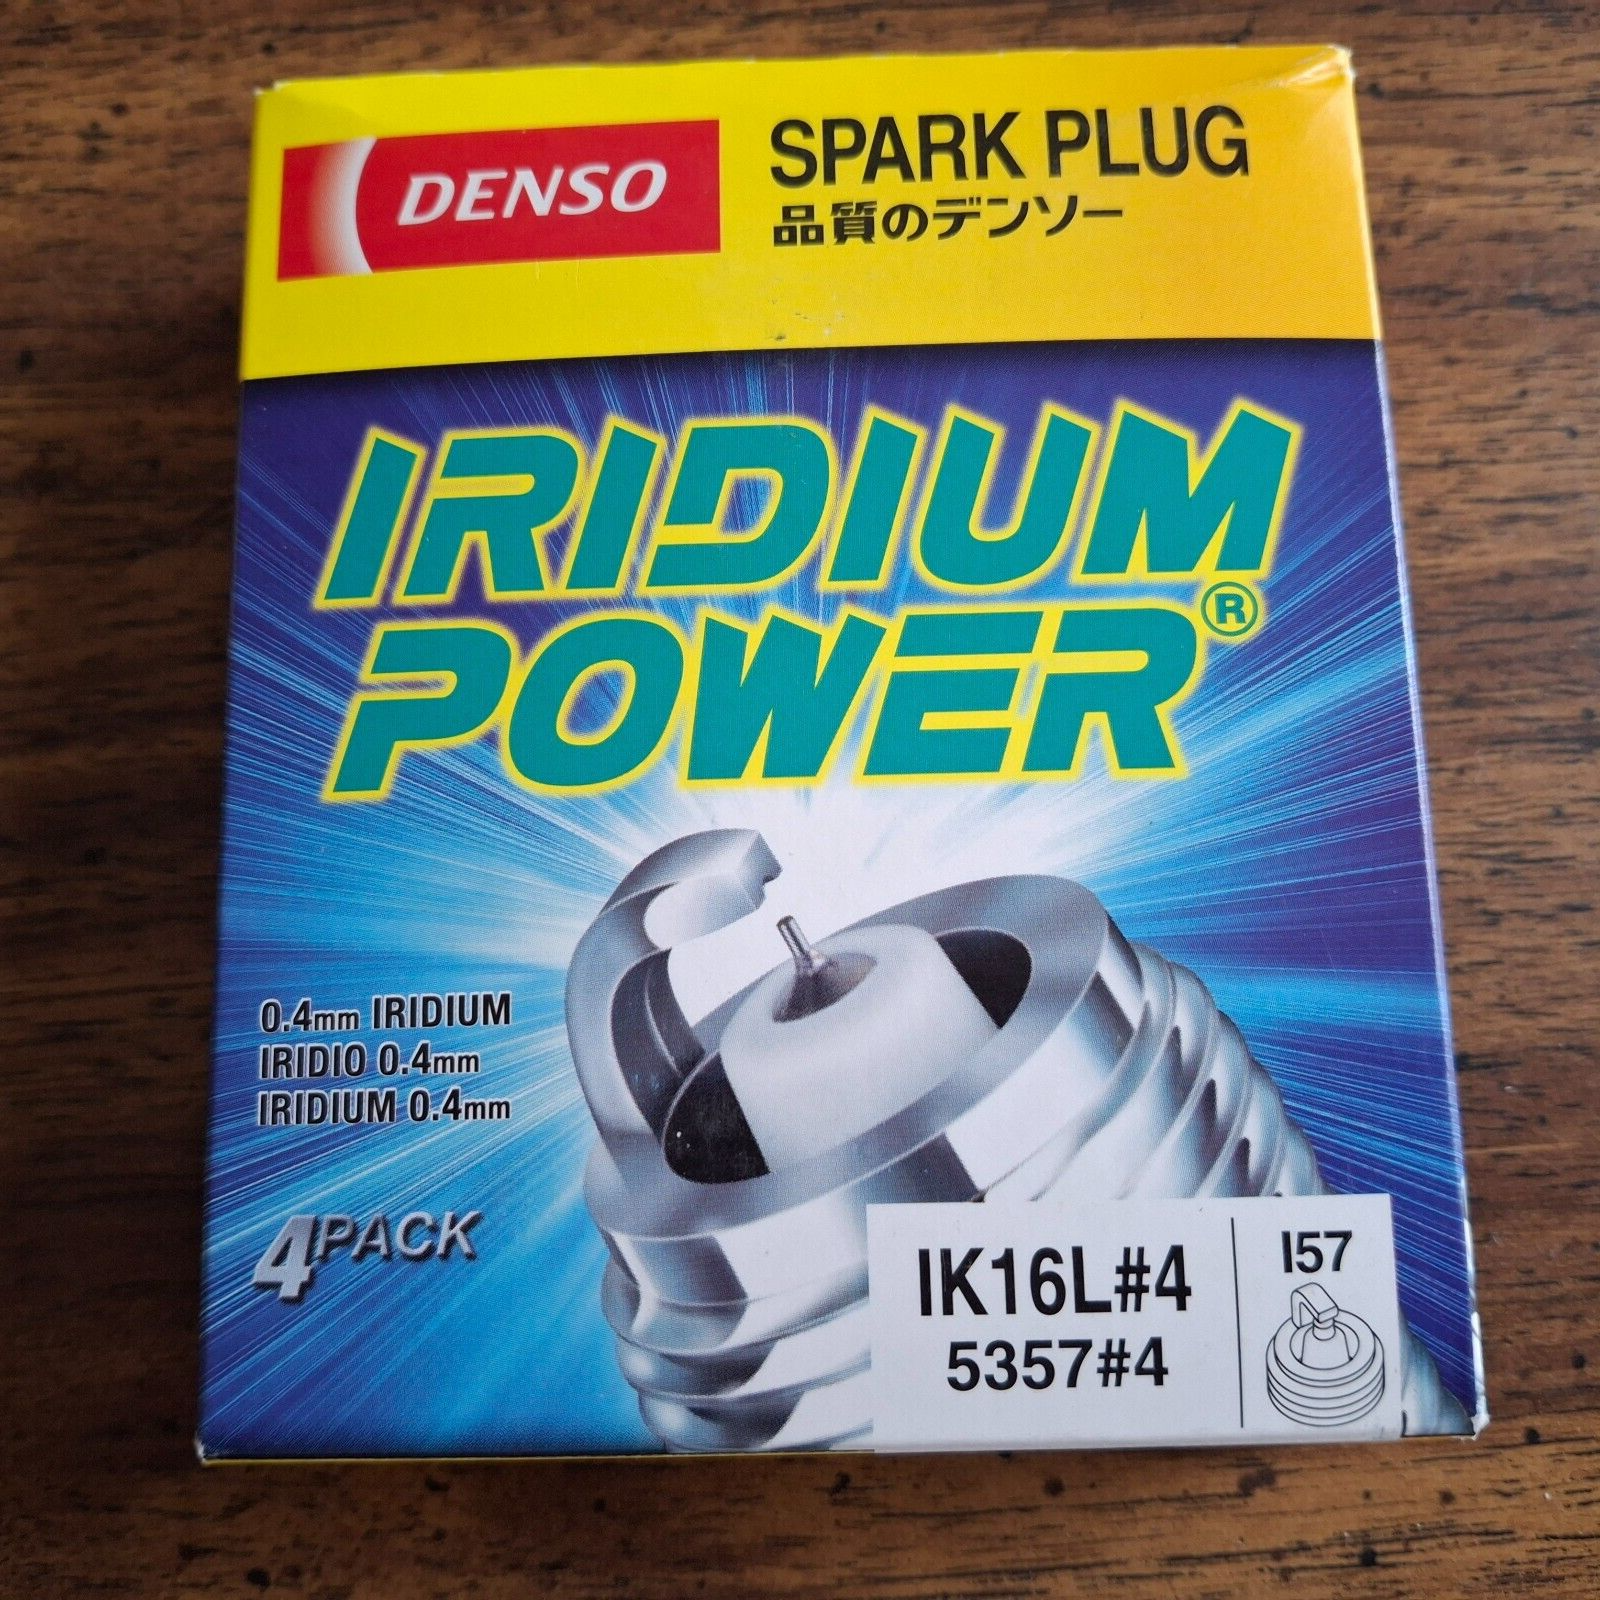 DENSO
SPARK PLUG
品質のデンソー
IRIDIUM
POWER®
0.4mm IRIDIUM
IRIDIO 0.4mm
IRIDIUM 0.4mm
4PACK
IK16L#4
5357#4
I57